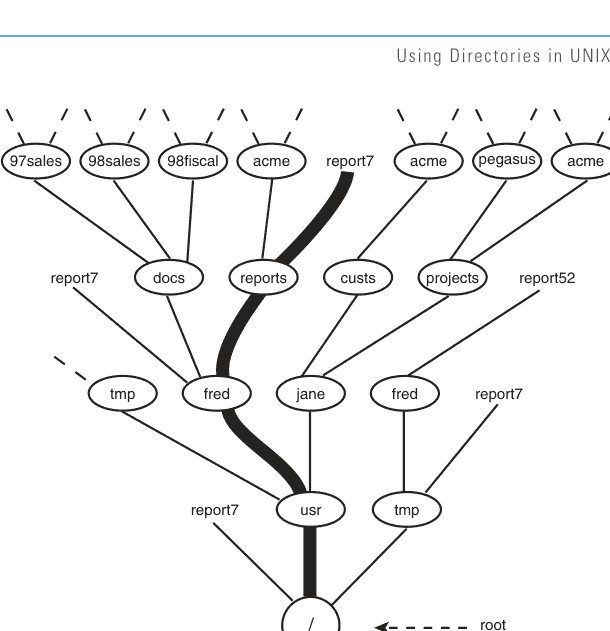 Using Directories in UNIX
97sales 98sales 98fiscal acme report7 acme pegasus acme
report7 docs reports custs projects report52
tmp fred jane fred report7
report7 usr tmp
/ root